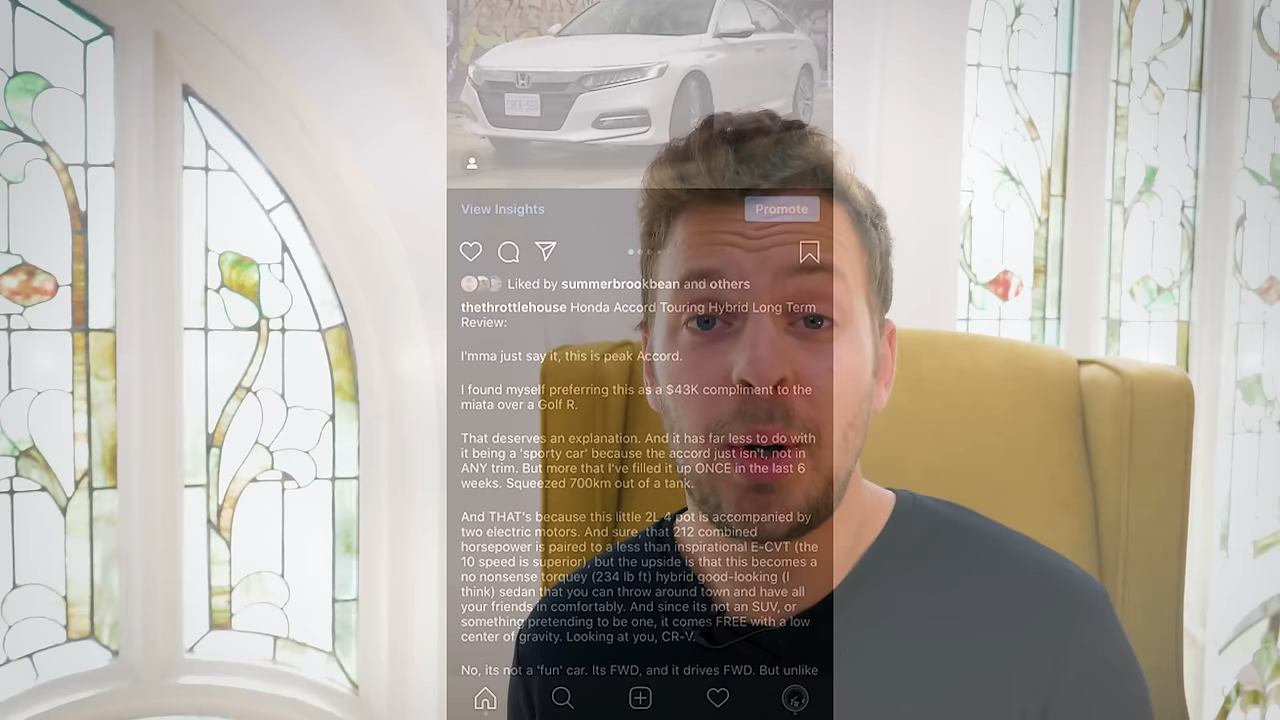 View Insights
Promote
Liked by summerbrookbean and others
thethrottlehouse Honda Accord Touring Hybrid Long Term
Review:
I'mma just say it, this is peak Accord.
I found myself preferring this as a $43K compliment to the
miata over a Golf R.
That deserves an explanation. And it has far less to do with
it being a 'sporty car' because the accord just isn't, not in
ANY trim. But more that I've filled it up ONCE in the last 6
weeks. Squeezed 700km out of a tank.
And THAT's because this little 2L 4 pot is accompanied by
two electric motors. And sure, that 212 combined
horsepower is paired to a less than inspirational E-CVT (the
10 speed is superior), but the upside is that this becomes a
no nonsense torquey (234 lb ft) hybrid good-looking (I
think) sedan that you can throw around town and have all
your friends in comfortably. And since its not an SUV, or
something pretending to be one, it comes FREE with a low
center of gravity. Looking at you, CR-V.
No, its not a 'fun' car. Its FWD, and it drives FWD. But unlike